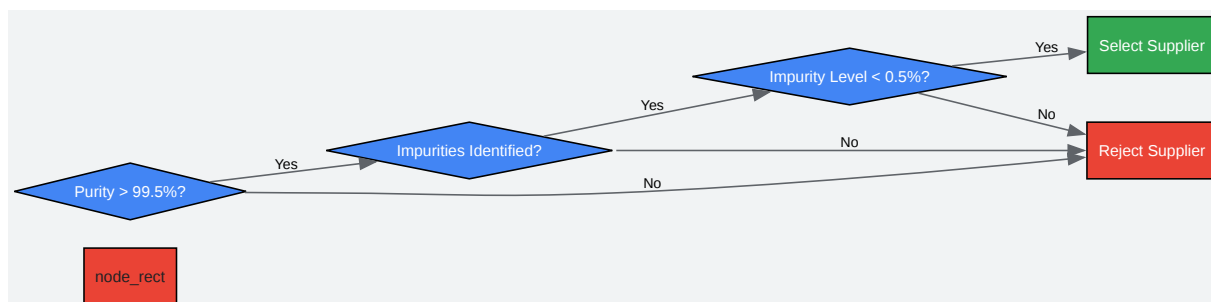 Select Supplier
Yes
Impurity Level < 0.5%?
Yes
No
Impurities Identified?
No
Reject Supplier
Yes
Purity > 99.5%?
No
node_rect